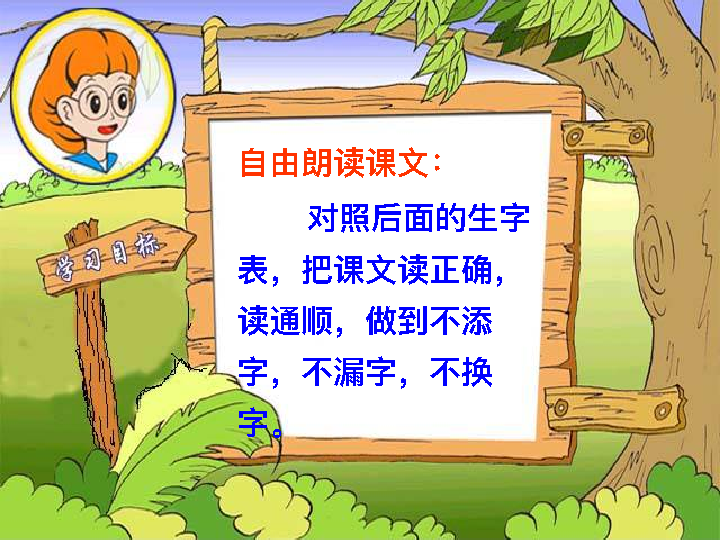 自由朗读课文：
对照后面的生字
表，把课文读正确，
读通顺，做到不添
字，不漏字，不换
字。
学习目标